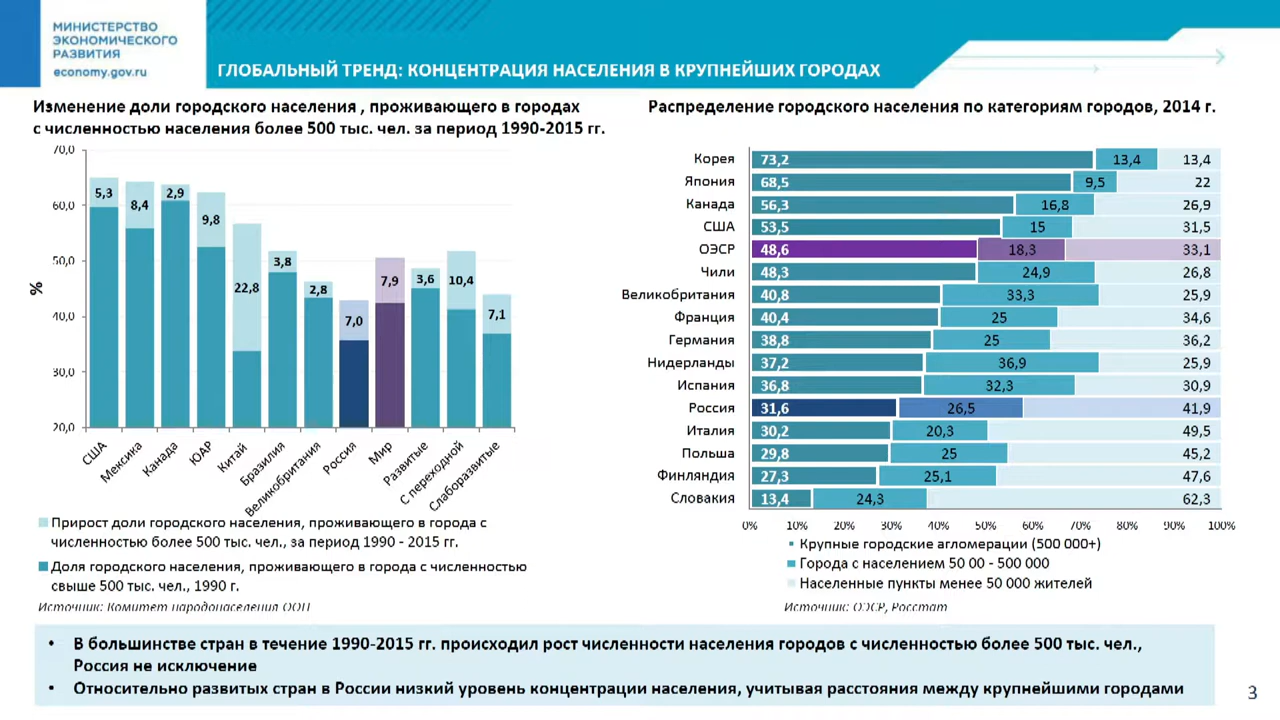 МИНИСТЕРСТВО
ЭКОНОМИЧЕСКОГО
РАЗВИТИЯ
economy.gov.ru
ГЛОБАЛЬНЫЙ ТРЕНД: КОНЦЕНТРАЦИЯ НАСЕЛЕНИЯ В КРУПНЕЙШИХ ГОРОДАХ
Изменение доли городского населения , проживающего в городах
с численностью населения более 500 тыс. чел. за период 1990-2015 гг.
70,0
60,0
50,0
40,0
30,0
20,0
%
5,3
8,4
2,9
9,8
22,8
3,8
2,8
7,0
7,9
3,6
10,4
7,1
США
Мексика
Канада
ЮАР
Китай
Бразилия
Великобритания
Россия
Мир
Развитые
С переходной
Слаборазвитые
Прирост доли городского населения, проживающего в города с
численностью более 500 тыс. чел., за период 1990 - 2015 гг.
Доля городского населения, проживающего в города с численностью
свыше 500 тыс. чел., 1990 г.
Источник: Комитет народонаселения ООН
Распределение городского населения по категориям городов, 2014 г.
Корея 73,2 13,4 13,4
Япония 68,5 9,5 22
Канада 56,3 16,8 26,9
США 53,5 15 31,5
ОЭСР 48,6 18,3 33,1
Чили 48,3 24,9 26,8
Великобритания 40,8 33,3 25,9
Франция 40,4 25 34,6
Германия 38,8 25 36,2
Нидерланды 37,2 36,9 25,9
Испания 36,8 32,3 30,9
Россия 31,6 26,5 41,9
Италия 30,2 20,3 49,5
Польша 29,8 25 45,2
Финляндия 27,3 25,1 47,6
Словакия 13,4 24,3 62,3
0% 10% 20% 30% 40% 50% 60% 70% 80% 90% 100%
Крупные городские агломерации (500 000+)
Города с населением 50 00 - 500 000
Населенные пункты менее 50 000 жителей
Источник: ОЭСР, Росстат
• В большинстве стран в течение 1990-2015 гг. происходил рост численности населения городов с численностью более 500 тыс. чел.,
Россия не исключение
• Относительно развитых стран в России низкий уровень концентрации населения, учитывая расстояния между крупнейшими городами
3